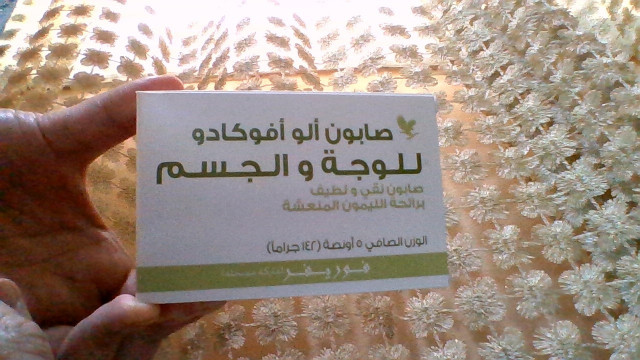 صابون ألو أفوكادو
للوجة و الجسم
صابون نقي و لطيف
برائحة الليمون المنعشة
الوزن الصافي ٥ أونصة (١٤٢ جراماً)
فوريفر